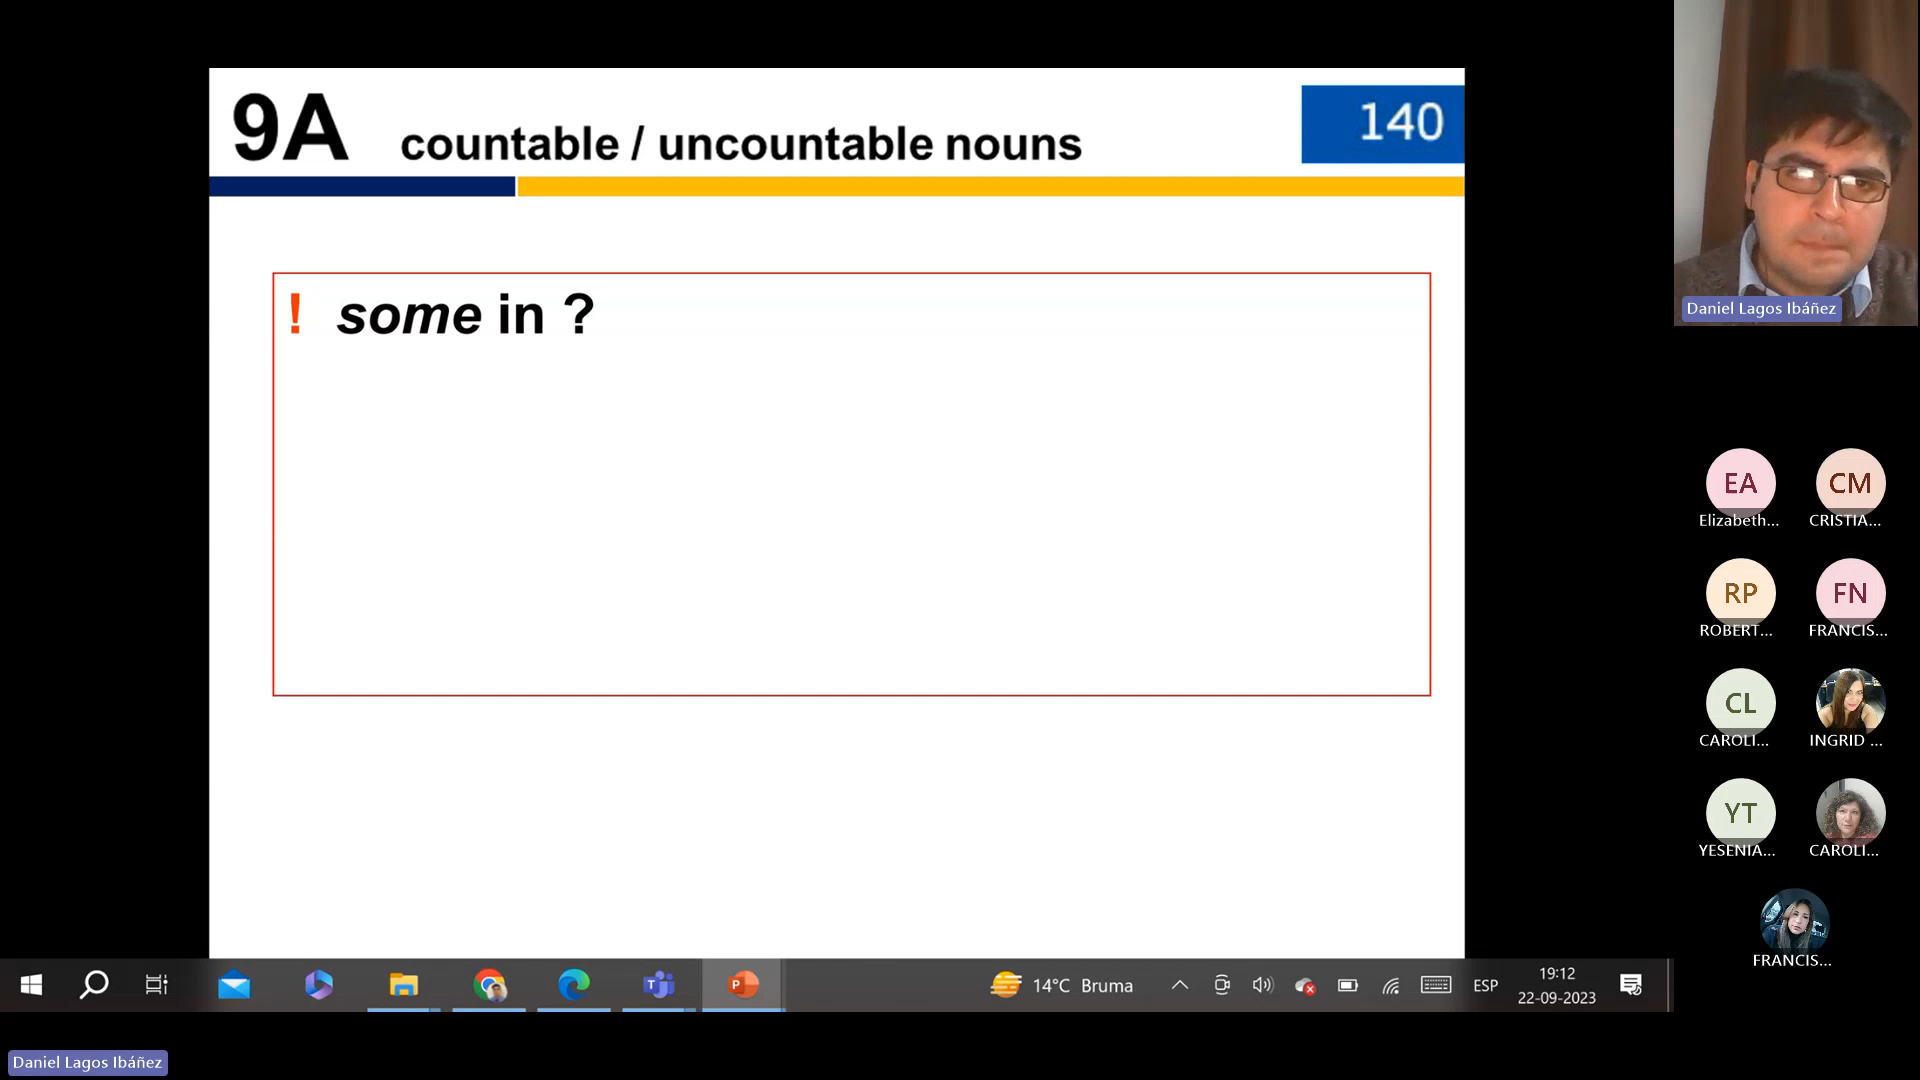 9A countable / uncountable nouns
140
! some in ?
Daniel Lagos Ibáñez
EA
Elizabeth...
CM
CRISTIA...
RP
ROBERT...
FN
FRANCIS...
CL
CAROLI...
INGRID ...
YT
YESENIA...
CAROLI...
FRANCIS...
14°C Bruma
ESP
19:12
22-09-2023
Daniel Lagos Ibáñez